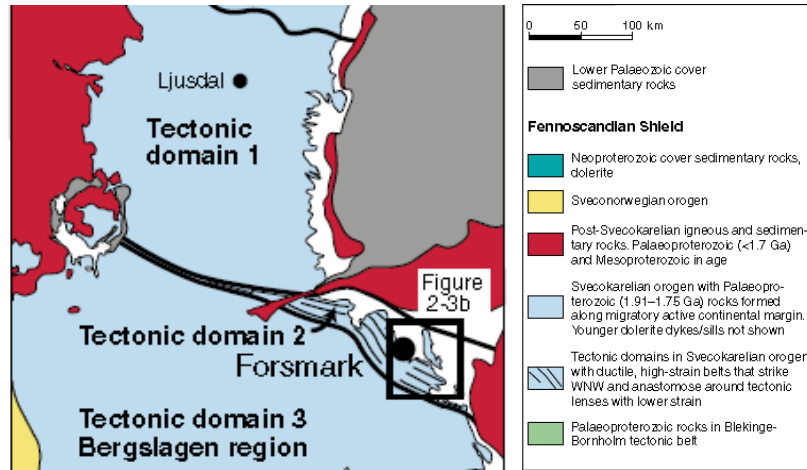 Ljusdal
Tectonic
domain 1
Figure
2-3b
Tectonic domain 2
Forsmark
Tectonic domain 3
Bergslagen region
0 50 100 km
Lower Palaeozoic cover
sedimentary rocks
Fennoscandian Shield
Neoproterozoic cover sedimentary rocks,
dolerite
Sveconorwegian orogen
Post-Svecokarelian igneous and sedimen-
tary rocks. Palaeoproterozoic (<1.7 Ga)
and Mesoproterozoic in age
Svecokarelian orogen with Palaeopro-
terozoic (1.91–1.75 Ga) rocks formed
along migratory active continental margin.
Younger dolerite dykes/sills not shown
Tectonic domains in Svecokarelian orogen
with ductile, high-strain belts that strike
WNW and anastomose around tectonic
lenses with lower strain
Palaeoproterozoic rocks in Blekinge-
Bornholm tectonic belt